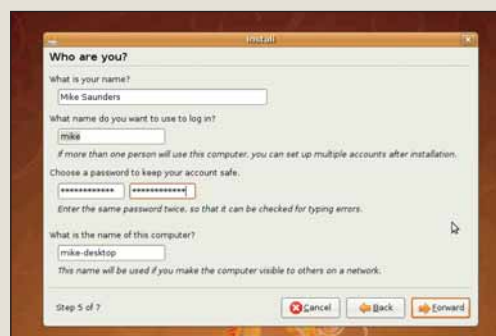 Install
Who are you?
What is your name?
Mike Saunders
What name do you want to use to log in?
mike
If more than one person will use this computer, you can set up multiple accounts after installation.
Choose a password to keep your account safe.
************ ************
Enter the same password twice, so that it can be checked for typing errors.
What is the name of this computer?
mike-desktop
This name will be used if you make the computer visible to others on a network.
Step 5 of 7 Cancel Back Forward